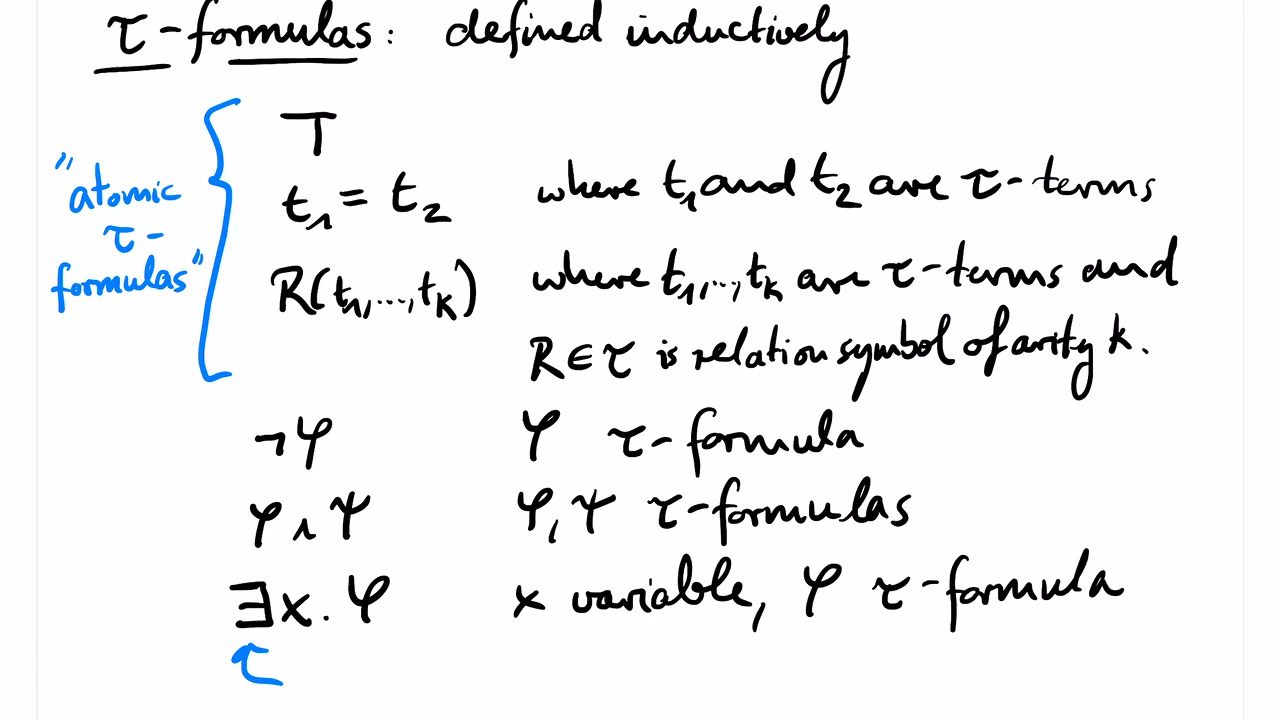 τ-formulas: defined inductively
⊤
t₁ = t₂ where t₁ and t₂ are τ-terms
R(t₁,...,tₖ) where t₁,...,tₖ are τ-terms and
R ∈ τ is relation symbol of arity k.
"atomic
τ-
formulas"
¬φ φ τ-formula
φ ∧ ψ φ, ψ τ-formulas
∃x. φ x variable, φ τ-formula